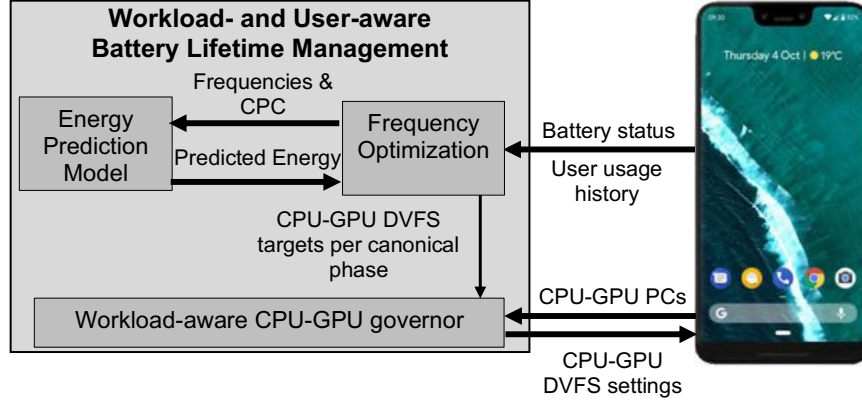 Workload- and User-aware
Battery Lifetime Management
Frequencies &
CPC
Energy
Prediction
Model
Predicted Energy
Frequency
Optimization
CPU-GPU DVFS
targets per canonical
phase
Workload-aware CPU-GPU governor
Battery status
User usage
history
CPU-GPU PCs
CPU-GPU
DVFS settings
Thursday 4 Oct | 19°C
G